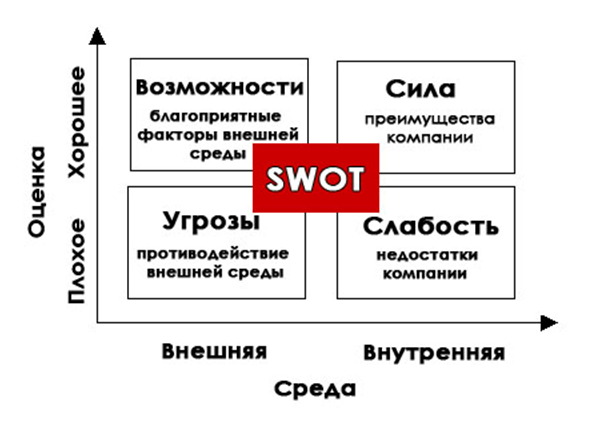 Возможности
благоприятные
факторы внешней
среды
Сила
преимущества
компании
SWOT
Угрозы
противодействие
внешней среды
Слабость
недостатки
компании
Оценка
Хорошее
Плохое
Внешняя
Внутренняя
Среда